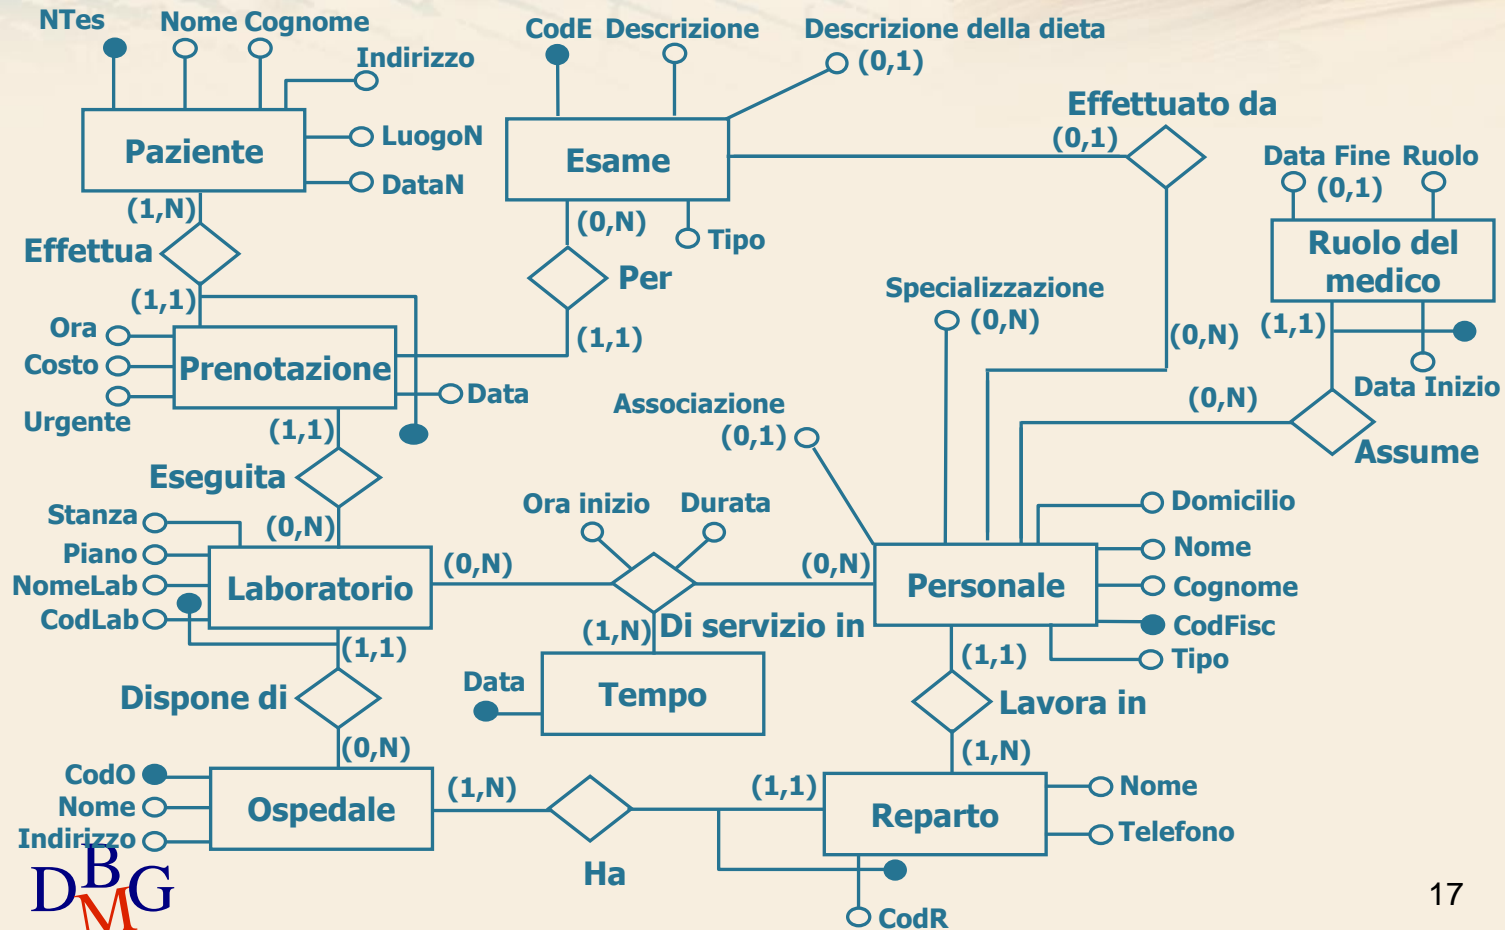 NTes
Nome Cognome
Indirizzo
Paziente
LuogoN
DataN
(1,N)
Effettua
(1,1)
CodE Descrizione
Descrizione della dieta
(0,1)
Esame
(0,N)
Tipo
Per
(1,1)
Effettuato da
(0,1)
(0,N)
Data Fine Ruolo
(0,1)
Ruolo del
medico
(1,1)
Data Inizio
(0,N)
Assume
Ora
Costo
Urgente
Prenotazione
Data
(1,1)
Eseguita
(0,N)
Specializzazione
(0,N)
Associazione
(0,1)
Stanza
Piano
NomeLab
CodLab
Laboratorio
(0,N)
Ora inizio
Durata
(0,N)
Di servizio in
(1,N)
Data
Tempo
Personale
Domicilio
Nome
Cognome
CodFisc
Tipo
(1,1)
Lavora in
(1,N)
(1,1)
Dispone di
(0,N)
CodO
Nome
Indirizzo
Ospedale
(1,N)
Ha
(1,1)
Reparto
Nome
Telefono
CodR
DBMG
17